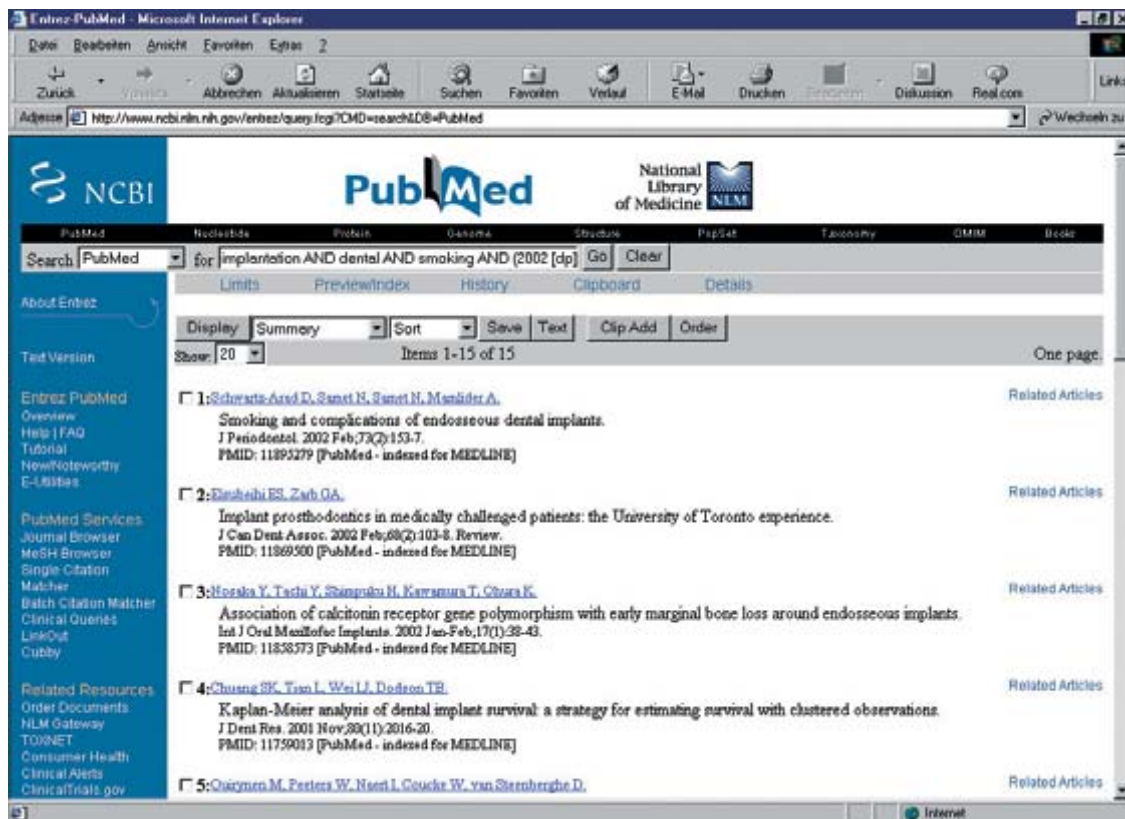 Entrez-PubMed - Microsoft Internet Explorer
Datei Bearbeiten Ansicht Favoriten Extras ?
Zurück Abbrechen Aktualisieren Startseite Suchen Favoriten Verlauf E-Mail Drucken Diskussion Real.com Links
Adresse http://www.ncbi.nlm.nih.gov/entrez/query.fcgi?CMD=search&DB=PubMed Wechseln zu
NCBI PubMed National Library of Medicine NLM
PubMed Nucleotide Protein Genome Structure PopSet Taxonomy OMIM Books
Search PubMed for implantation AND dental AND smoking AND (2002 [dp] Go Clear
Limits Preview/Index History Clipboard Details
About Entrez
Display Summary Sort Save Text Clip Add Order
Text Version
Show: 20 Items 1-15 of 15 One page.
Entrez PubMed
Overview
Help | FAQ
Tutorial
New/Noteworthy
E-Utilities
PubMed Services
Journal Browser
MeSH Browser
Single Citation
Matcher
Batch Citation Matcher
Clinical Queries
LinkOut
Cubby
Related Resources
Order Documents
NLM Gateway
TOXNET
Consumer Health
Clinical Alerts
ClinicalTrials.gov
1: Schwartz-Arad D, Samet N, Samet N, Mamlider A. Related Articles
Smoking and complications of endosseous dental implants.
J Periodontol. 2002 Feb;73(2):153-7.
PMID: 11895279 [PubMed - indexed for MEDLINE]
2: Elsubeihi ES, Zarb GA. Related Articles
Implant prosthodontics in medically challenged patients: the University of Toronto experience.
J Can Dent Assoc. 2002 Feb;68(2):103-8. Review.
PMID: 11869500 [PubMed - indexed for MEDLINE]
3: Nosaka Y, Tachi Y, Shimpuku H, Kawamura T, Ohura K. Related Articles
Association of calcitonin receptor gene polymorphism with early marginal bone loss around endosseous implants.
Int J Oral Maxillofac Implants. 2002 Jan-Feb;17(1):38-43.
PMID: 11858573 [PubMed - indexed for MEDLINE]
4: Chuang SK, Tian L, Wei LJ, Dodson TB. Related Articles
Kaplan-Meier analysis of dental implant survival: a strategy for estimating survival with clustered observations.
J Dent Res. 2001 Nov;80(11):2016-20.
PMID: 11759013 [PubMed - indexed for MEDLINE]
5: Quirynen M, Peeters W, Naert I, Coucke W, van Steenberghe D. Related Articles
Internet